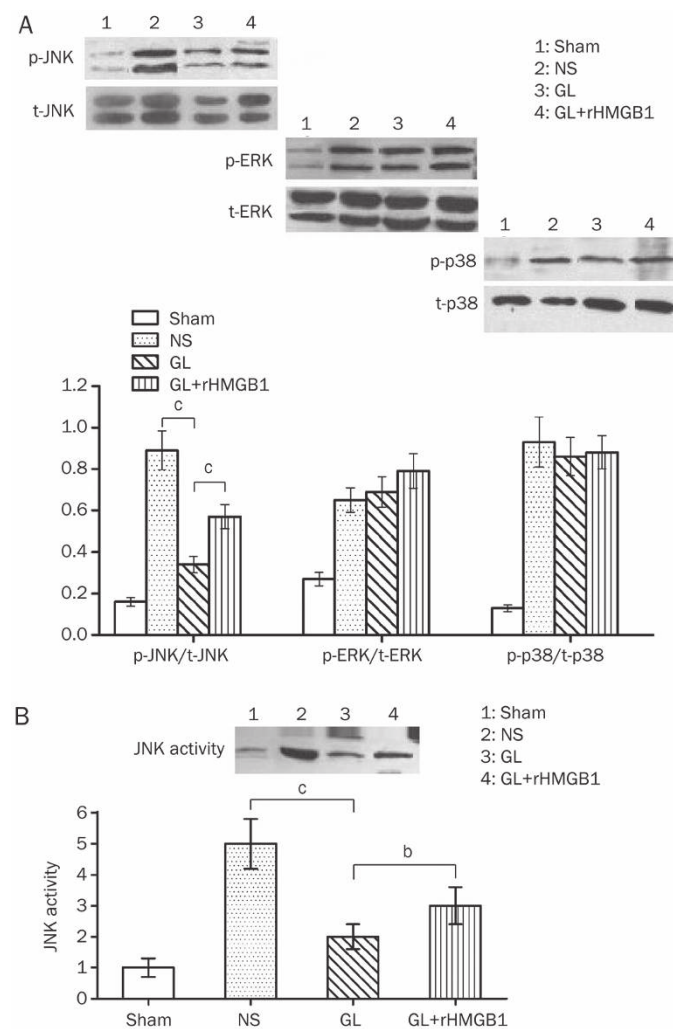 A
1 2 3 4
p-JNK
t-JNK
1: Sham
2: NS
3: GL
4: GL+rHMGB1
1 2 3 4
p-ERK
t-ERK
1 2 3 4
p-p38
t-p38
Sham
NS
GL
GL+rHMGB1
1.2
1.0
0.8
0.6
0.4
0.2
0.0
c
c
p-JNK/t-JNK p-ERK/t-ERK p-p38/t-p38
B
1 2 3 4
JNK activity
1: Sham
2: NS
3: GL
4: GL+rHMGB1
JNK activity
6
5
4
3
2
1
0
c
b
Sham NS GL GL+rHMGB1